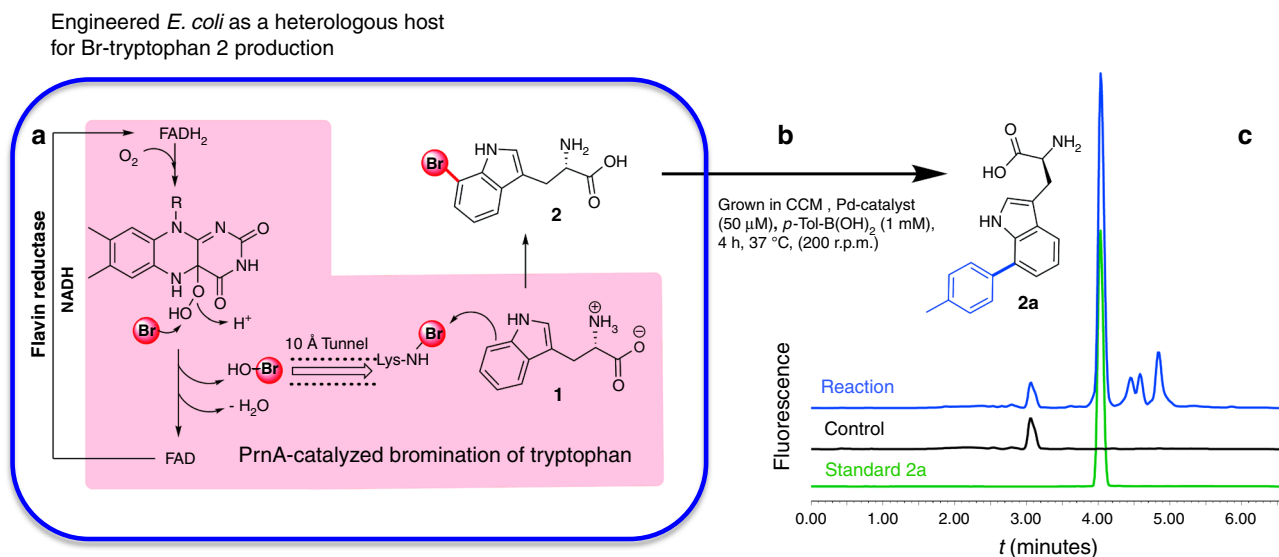 Engineered E. coli as a heterologous host
for Br-tryptophan 2 production
a
FADH2
O2
R
N
N
O
NH
N
H
O
O
HO
H+
Br
Flavin reductase
NADH
HO-Br
- H2O
FAD
10 Å Tunnel
Lys-NH
Br
HN
⊕
NH3
O
⊖
O
1
PrnA-catalyzed bromination of tryptophan
Br
HN
NH2
OH
O
2
b
Grown in CCM , Pd-catalyst
(50 μM), p-Tol-B(OH)2 (1 mM),
4 h, 37 °C, (200 r.p.m.)
c
O
NH2
HO
HN
2a
Fluorescence
Reaction
Control
Standard 2a
0.00 1.00 2.00 3.00 4.00 5.00 6.00
t (minutes)